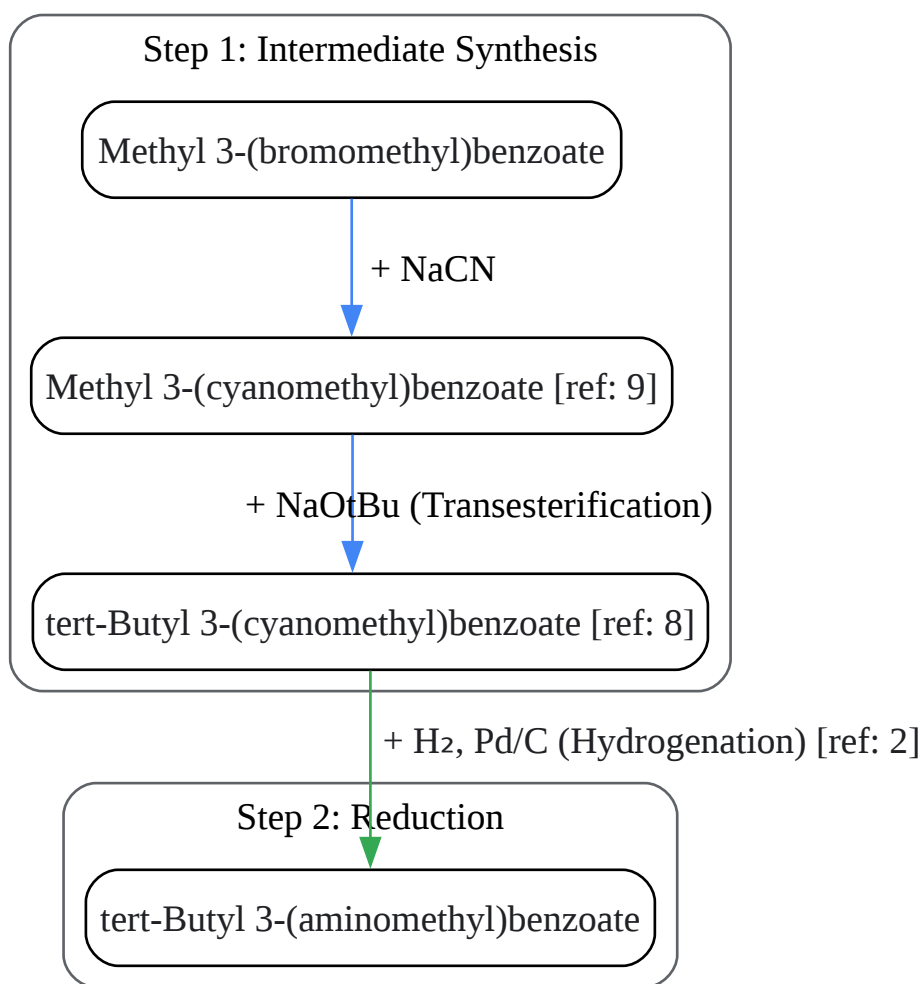 Step 1: Intermediate Synthesis
Methyl 3-(bromomethyl)benzoate
+ NaCN
Methyl 3-(cyanomethyl)benzoate [ref: 9]
+ NaOtBu (Transesterification)
tert-Butyl 3-(cyanomethyl)benzoate [ref: 8]
+ H₂, Pd/C (Hydrogenation) [ref: 2]
Step 2: Reduction
tert-Butyl 3-(aminomethyl)benzoate